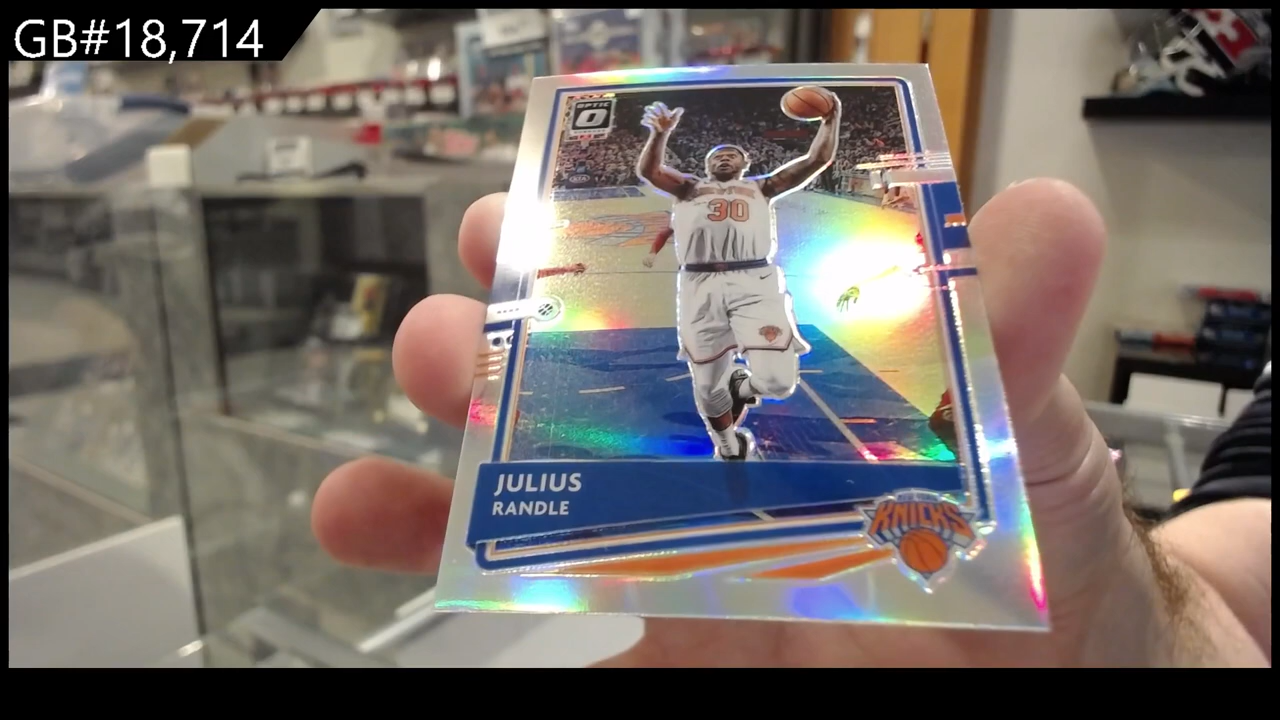 GB#18,714
OPTIC
30
JULIUS
RANDLE
NEW YORK
KNICKS